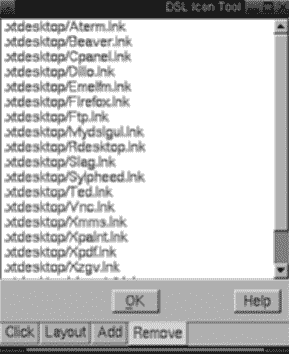 DSL Icon Tool
.xtdesktop/Aterm.lnk
.xtdesktop/Beaver.lnk
.xtdesktop/Cpanel.lnk
.xtdesktop/Dillo.lnk
.xtdesktop/Emelfm.lnk
.xtdesktop/Firefox.lnk
.xtdesktop/Ftp.lnk
.xtdesktop/Mydslgui.lnk
.xtdesktop/Rdesktop.lnk
.xtdesktop/Slag.lnk
.xtdesktop/Sylpheed.lnk
.xtdesktop/Ted.lnk
.xtdesktop/Vnc.lnk
.xtdesktop/Xmms.lnk
.xtdesktop/Xpaint.lnk
.xtdesktop/Xpdf.lnk
.xtdesktop/Xzgv.lnk
OK Help
Click Layout Add Remove